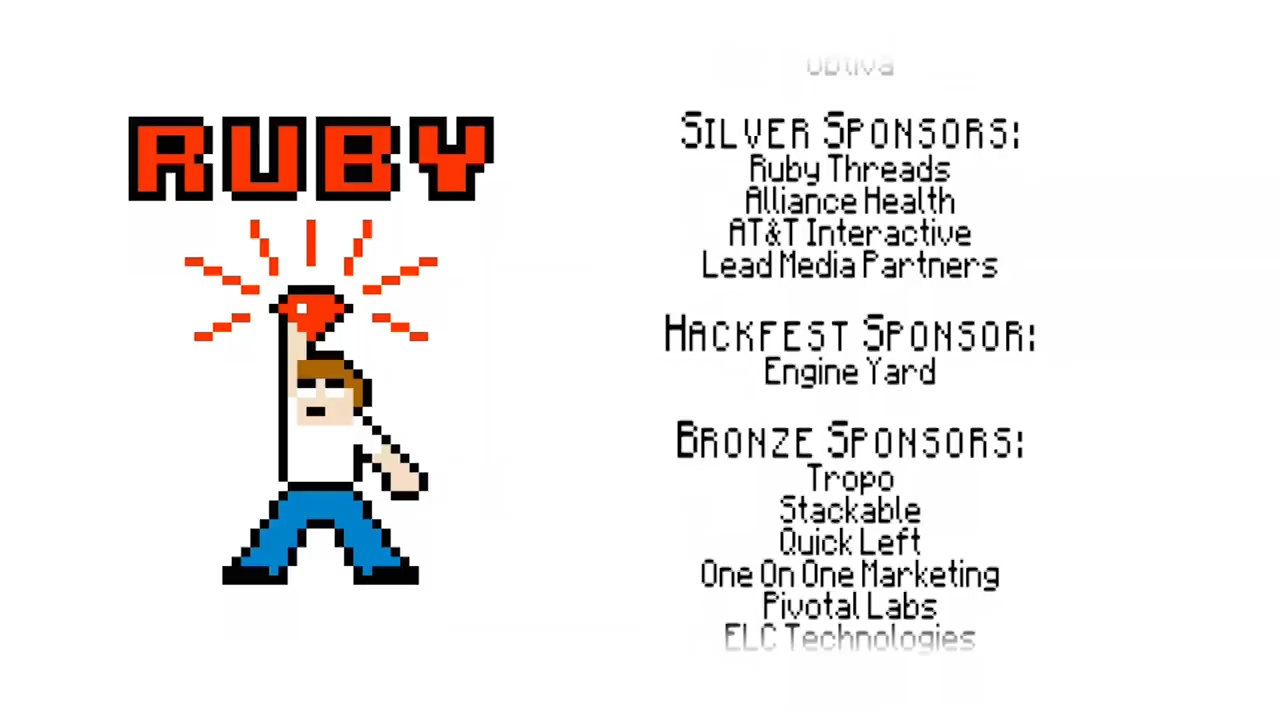 RUBY
Obtiva
SILVER SPONSORS:
Ruby Threads
Alliance Health
AT&T Interactive
Lead Media Partners
HACKFEST SPONSOR:
Engine Yard
BRONZE SPONSORS:
Tropo
Stackable
Quick Left
One On One Marketing
Pivotal Labs
ELC Technologies